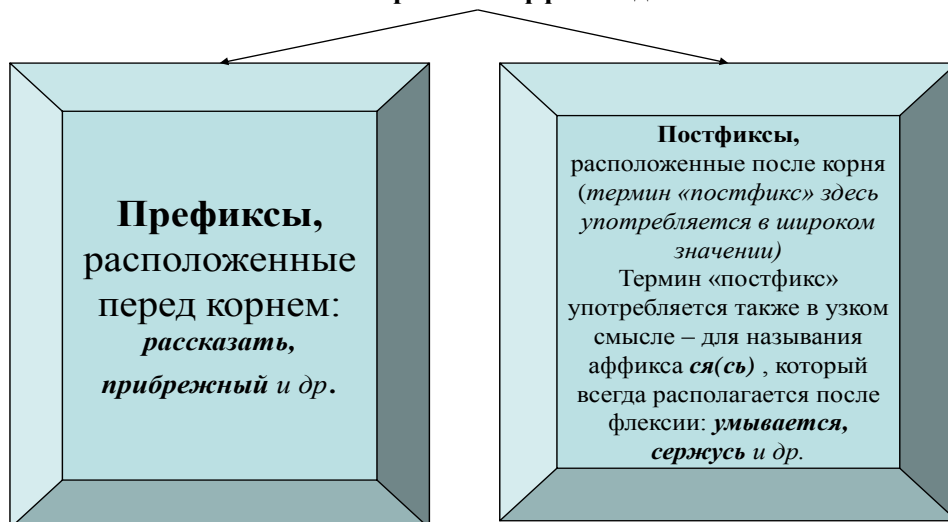 Префиксы,
расположенные
перед корнем:
рассказать,
прибрежный и др.
Постфиксы,
расположенные после корня
(термин «постфикс» здесь
употребляется в широком
значении)
Термин «постфикс»
употребляется также в узком
смысле – для называния
аффикса ся(сь) , который
всегда располагается после
флексии: умывается,
сержусь и др.